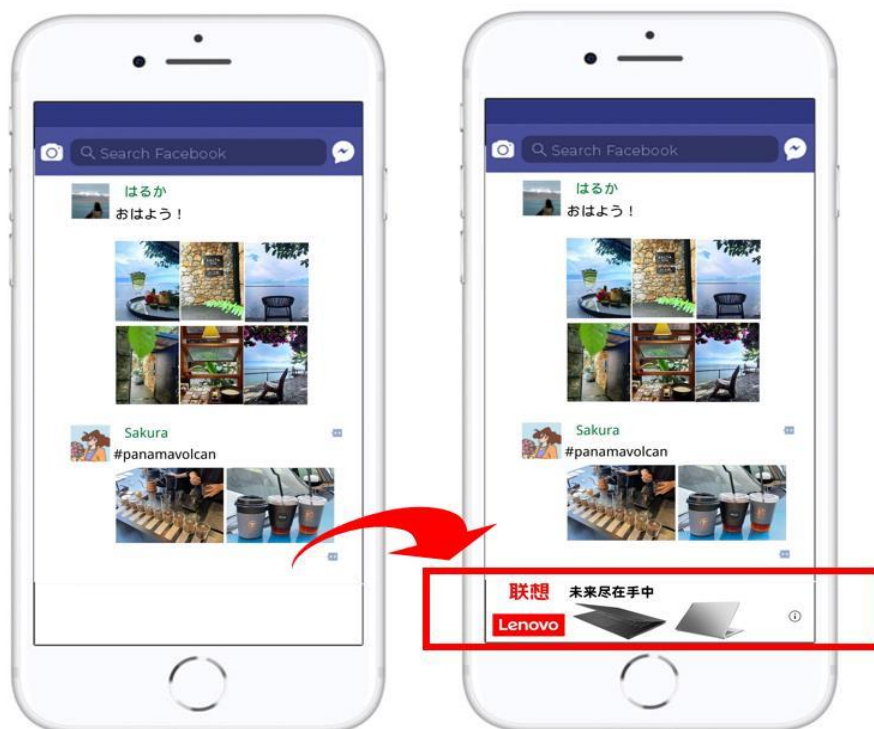 Search Facebook
はるか
おはよう！
Sakura
#panamavolcan
Search Facebook
はるか
おはよう！
Sakura
#panamavolcan
联想 未来尽在手中
Lenovo